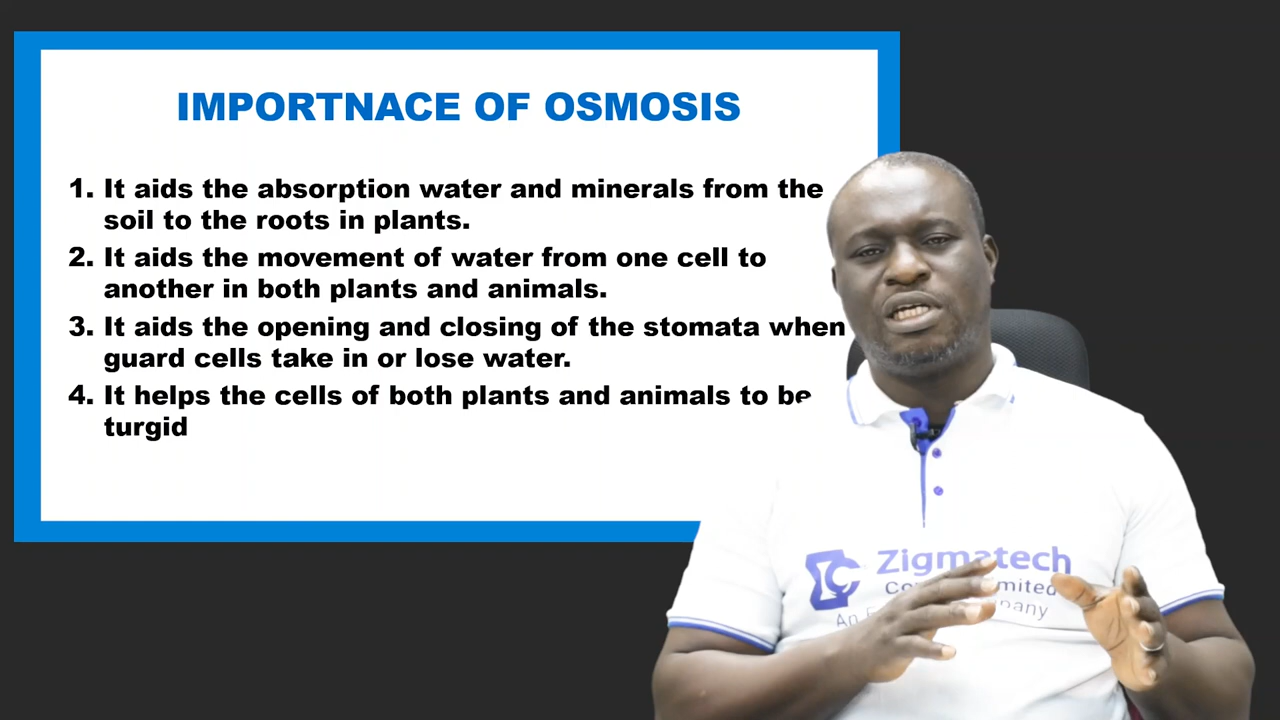 IMPORTNACE OF OSMOSIS
1. It aids the absorption water and minerals from the
soil to the roots in plants.
2. It aids the movement of water from one cell to
another in both plants and animals.
3. It aids the opening and closing of the stomata when
guard cells take in or lose water.
4. It helps the cells of both plants and animals to be
turgid
Zigmatech
An